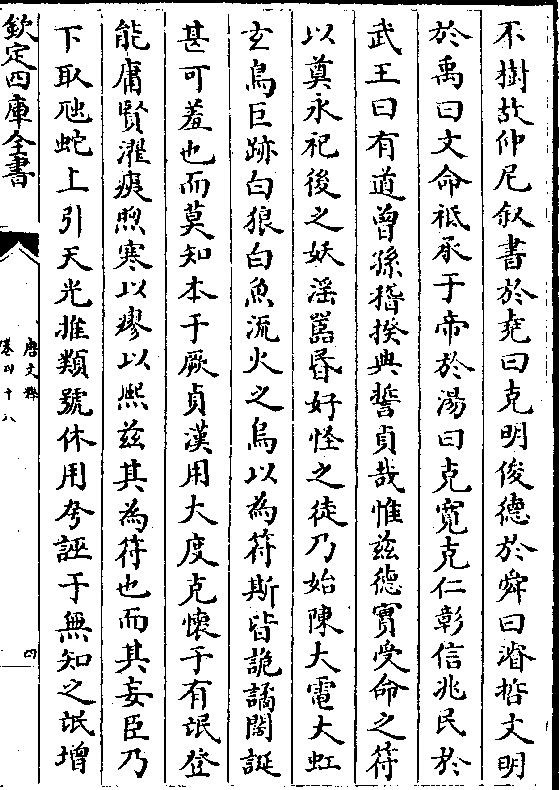 不樹故仲尼叙書於堯曰克明俊德於舜曰濬哲文明
於禹曰文命祗承于帝於湯曰克寛克仁彰信兆民於
武王曰有道曾孫稽揆典誓貞哉惟兹德實受命之符
以奠永祀後之妖淫嚚昏好怪之徒乃始陳大電大虹
玄鳥巨跡白狼白魚流火之烏以為符斯皆詭譎闊誕
甚可羞也而莫知本于厥貞漢用大度克懷于有氓登
能庸賢濯痍煦寒以瘳以熙兹其為符也而其妄臣乃
下取虺蛇上引天光推類號休用夸誣于無知之氓增
欽定四庫全書
唐文粹
卷四十八
四